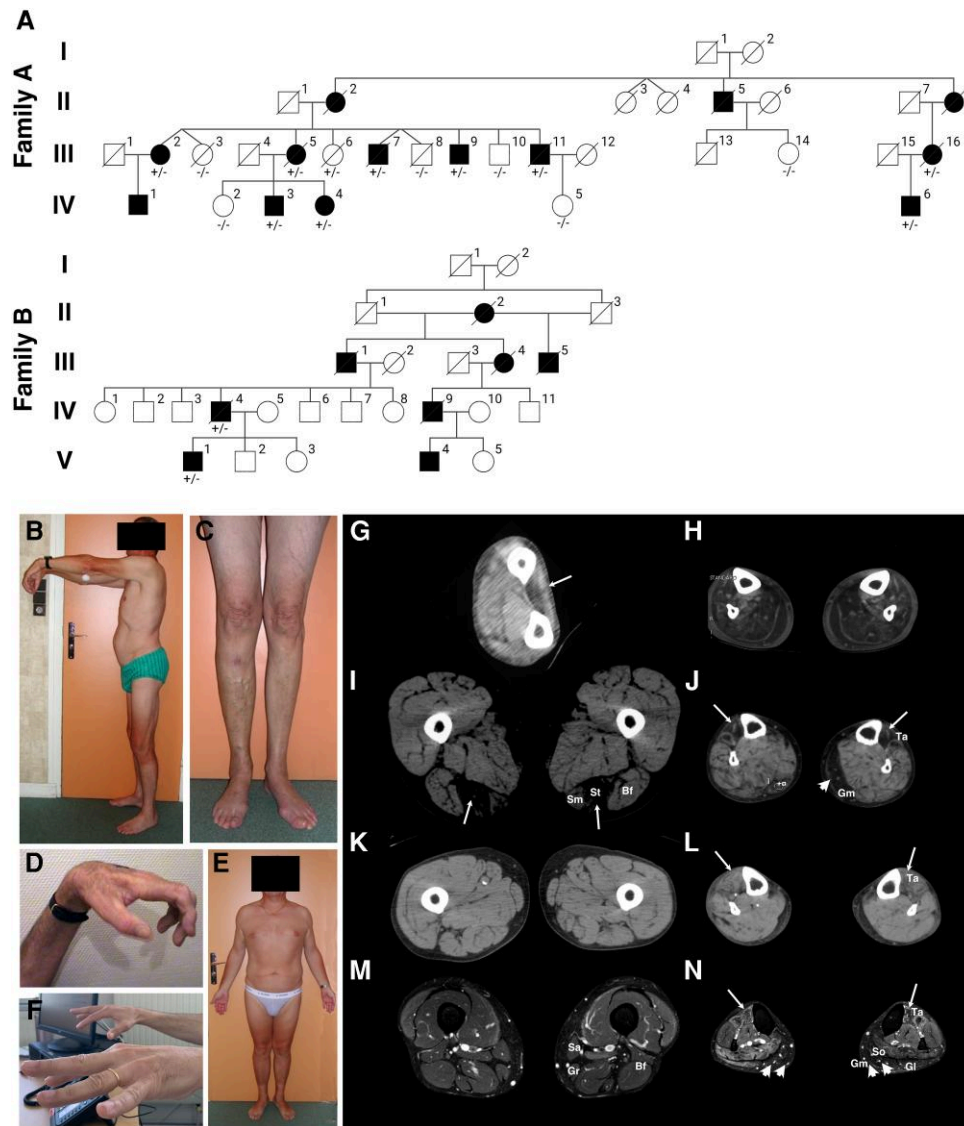 A
Family A
I 1 2
II 1 2 3 4 5 6 7
III 1 2 3 4 5 6 7 8 9 10 11 12 13 14 15 16
+/- -/- +/- +/- +/- -/- +/- -/- +/- -/- +/-
IV 1 2 3 4 5 6
-/- +/- +/- -/- +/-
Family B
I 1 2
II 1 2 3
III 1 2 3 4 5
IV 1 2 3 4 5 6 7 8 9 10 11
+/-
V 1 2 3 4 5
+/-
B
C
D
E
F
G
H
I
Sm St Bf
J
Ta
Gm
K
L
Ta
M
Sa
Gr Bf
N
Ta
So
Gm Gl